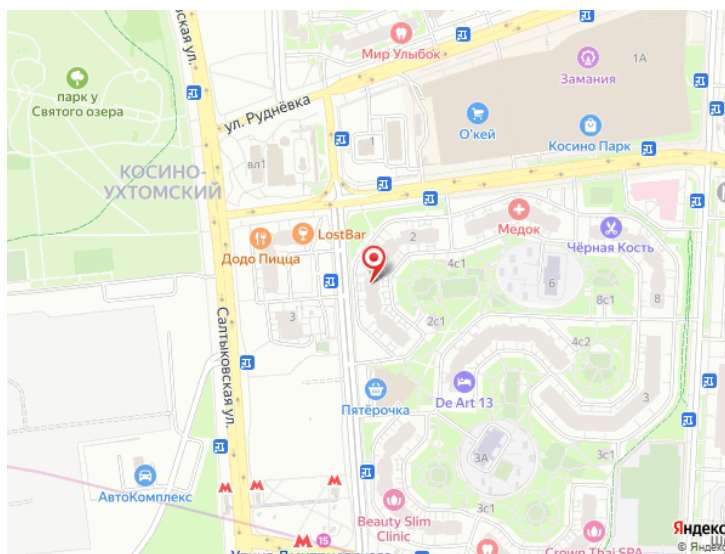 вская ул.
Мир Улыбок
парк у
Святого озера
ул. Руднёвка
Замания
1А
О'кей
Косино Парк
1
вл1
КОСИНО-
УХТОМСКИЙ
LostBar
Додо Пицца
2
Медок
Чёрная Кость
4с1
6
8с1
8
Салтыковская ул.
3
2с1
4с2
De Art 13
Пятёрочка
3
3с1
3А
АвтоКомплекс
3с1
Beauty Slim
Clinic
15
Crown Thai SPA
Яндекс
© Яндекс